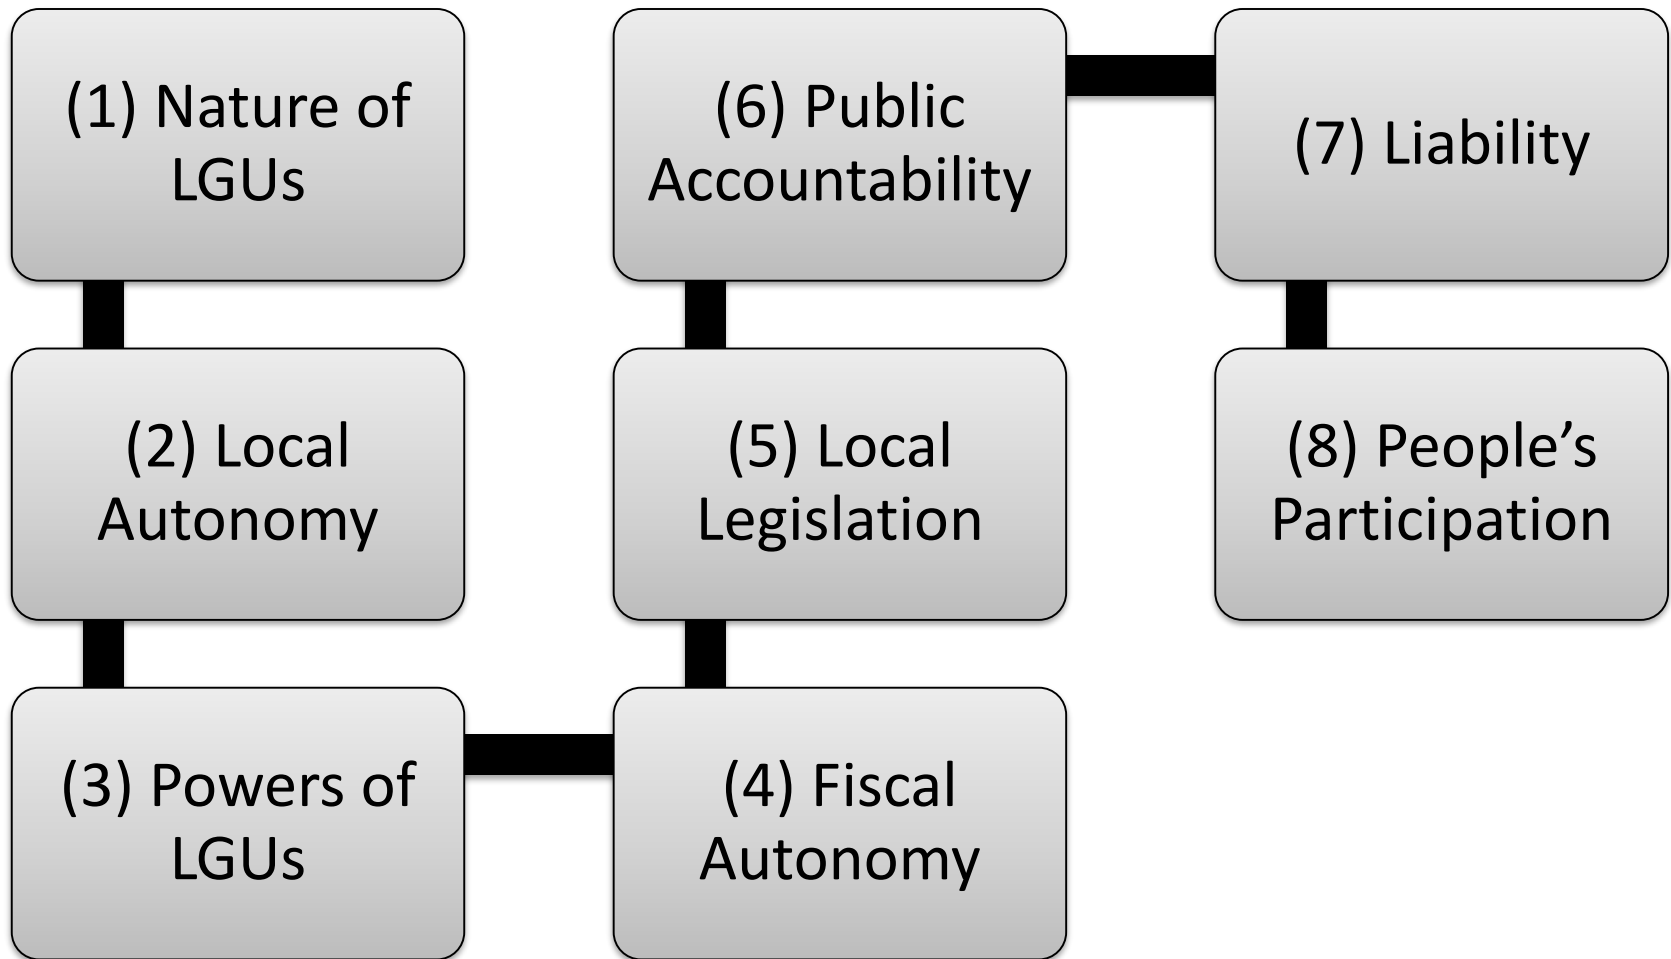 (1) Nature of
LGUs
(2) Local
Autonomy
(3) Powers of
LGUs
(4) Fiscal
Autonomy
(5) Local
Legislation
(6) Public
Accountability
(7) Liability
(8) People’s
Participation